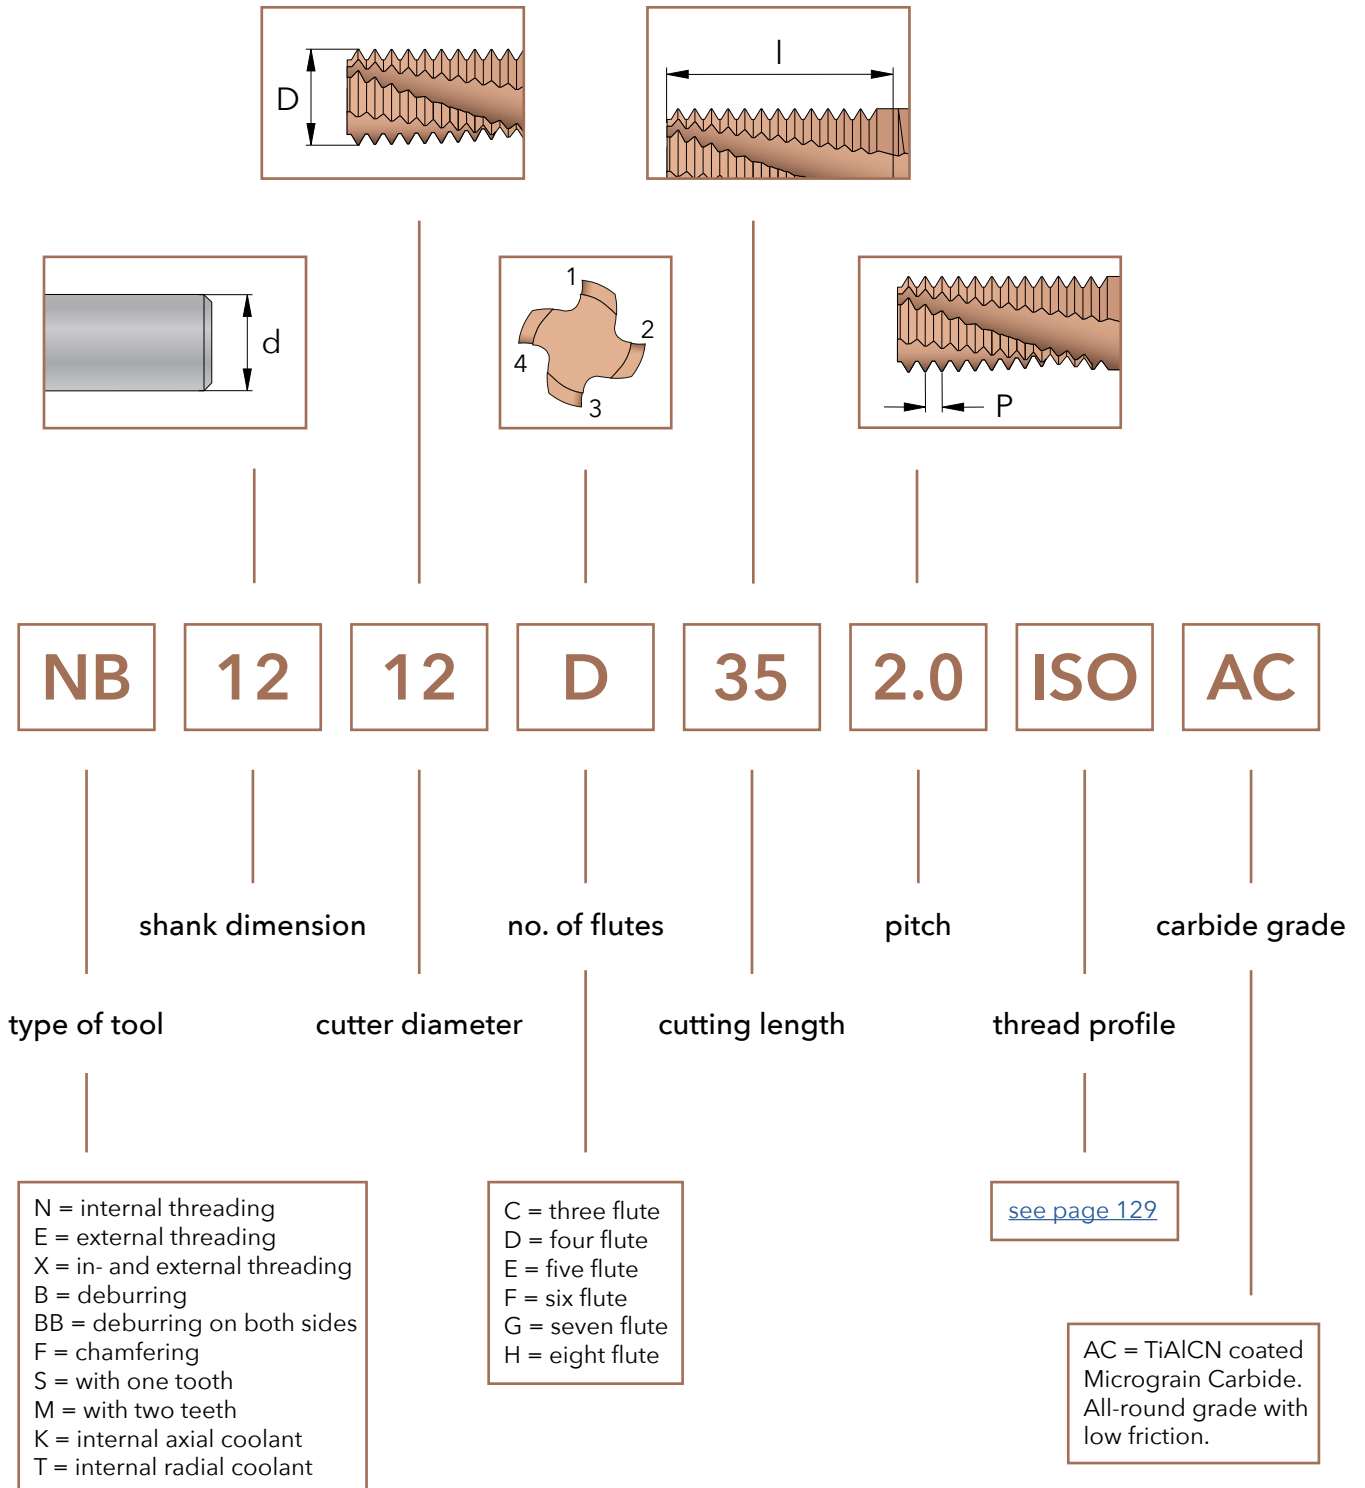 D
l
d
1
2
3
4
P
NB 12 12 D 35 2.0 ISO AC
shank dimension
no. of flutes
pitch
carbide grade
type of tool
cutter diameter
cutting length
thread profile
N = internal threading
E = external threading
X = in- and external threading
B = deburring
BB = deburring on both sides
F = chamfering
S = with one tooth
M = with two teeth
K = internal axial coolant
T = internal radial coolant
C = three flute
D = four flute
E = five flute
F = six flute
G = seven flute
H = eight flute
see page 129
AC = TiAlCN coated
Micrograin Carbide.
All-round grade with
low friction.